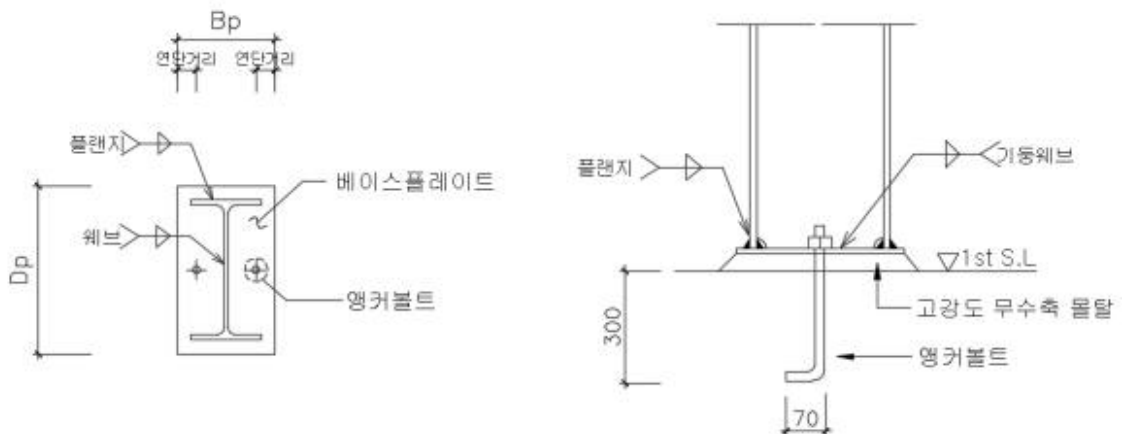 Bp
연단거리 연단거리
플랜지
베이스플레이트
웨브
Dp
앵커볼트
플랜지
기둥웨브
1st S.L
300
고강도 무수축 몰탈
앵커볼트
70